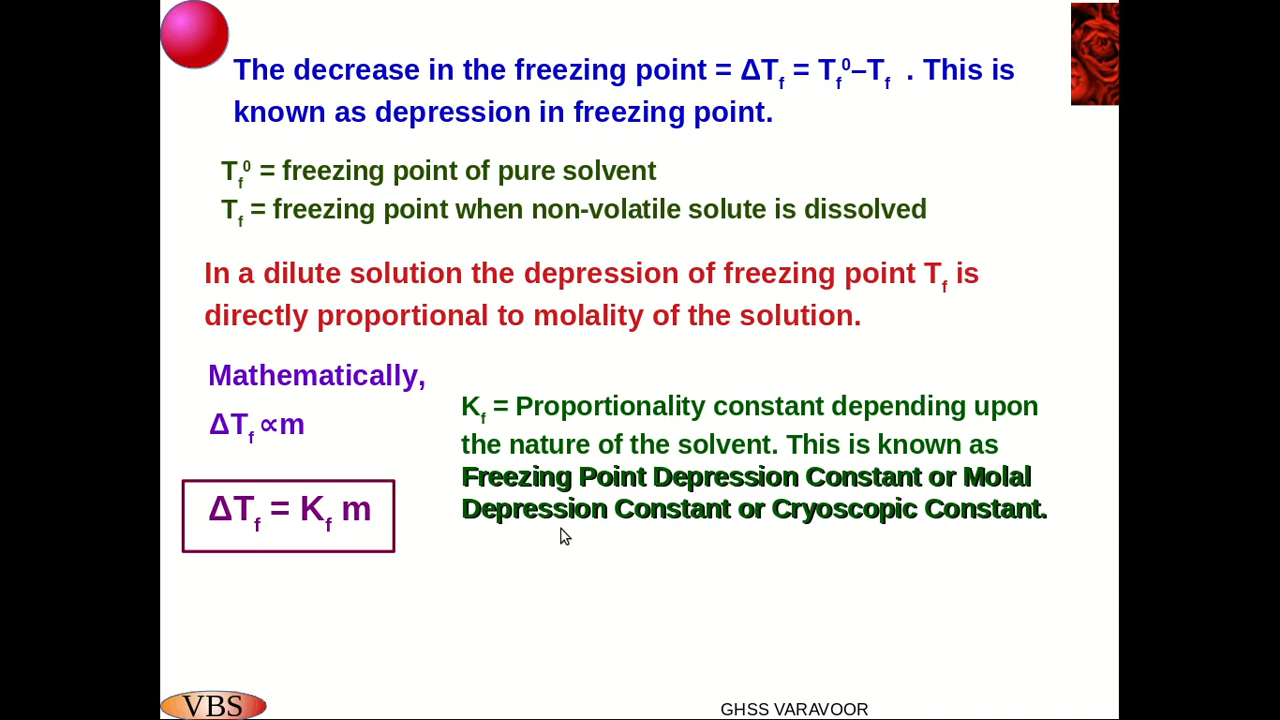 The decrease in the freezing point = ΔTf = Tf⁰–Tf . This is
known as depression in freezing point.
Tf⁰ = freezing point of pure solvent
Tf = freezing point when non-volatile solute is dissolved
In a dilute solution the depression of freezing point Tf is
directly proportional to molality of the solution.
Mathematically,
ΔTf ∝m
ΔTf = Kf m
Kf = Proportionality constant depending upon
the nature of the solvent. This is known as
Freezing Point Depression Constant or Molal
Depression Constant or Cryoscopic Constant.
VBS
GHSS VARAVOOR